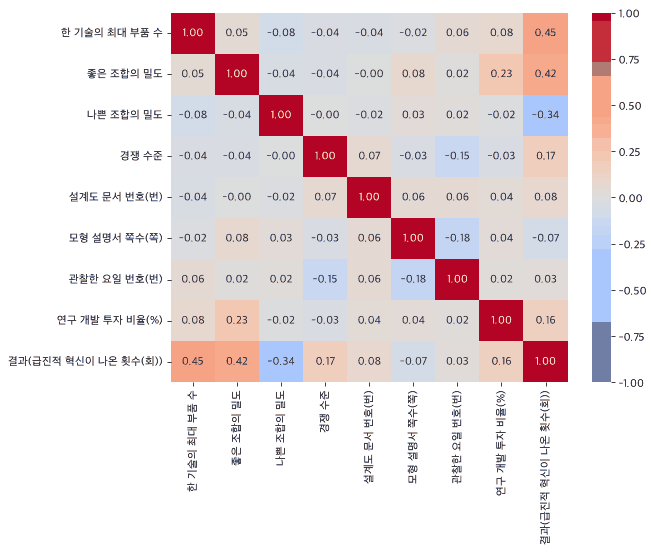 한 기술의 최대 부품 수 1.00 0.05 -0.08 -0.04 -0.04 -0.02 0.06 0.08 0.45
좋은 조합의 밀도 0.05 1.00 -0.04 -0.04 -0.00 0.08 0.02 0.23 0.42
나쁜 조합의 밀도 -0.08 -0.04 1.00 -0.00 -0.02 0.03 0.02 -0.02 -0.34
경쟁 수준 -0.04 -0.04 -0.00 1.00 0.07 -0.03 -0.15 -0.03 0.17
설계도 문서 번호(번) -0.04 -0.00 -0.02 0.07 1.00 0.06 0.06 0.04 0.08
모형 설명서 쪽수(쪽) -0.02 0.08 0.03 -0.03 0.06 1.00 -0.18 0.04 -0.07
관찰한 요일 번호(번) 0.06 0.02 0.02 -0.15 0.06 -0.18 1.00 0.02 0.03
연구 개발 투자 비율(%) 0.08 0.23 -0.02 -0.03 0.04 0.04 0.02 1.00 0.16
결과(급진적 혁신이 나온 횟수(회)) 0.45 0.42 -0.34 0.17 0.08 -0.07 0.03 0.16 1.00
한 기술의 최대 부품 수
좋은 조합의 밀도
나쁜 조합의 밀도
경쟁 수준
설계도 문서 번호(번)
모형 설명서 쪽수(쪽)
관찰한 요일 번호(번)
연구 개발 투자 비율(%)
결과(급진적 혁신이 나온 횟수(회))
1.00
0.75
0.50
0.25
0.00
-0.25
-0.50
-0.75
-1.00